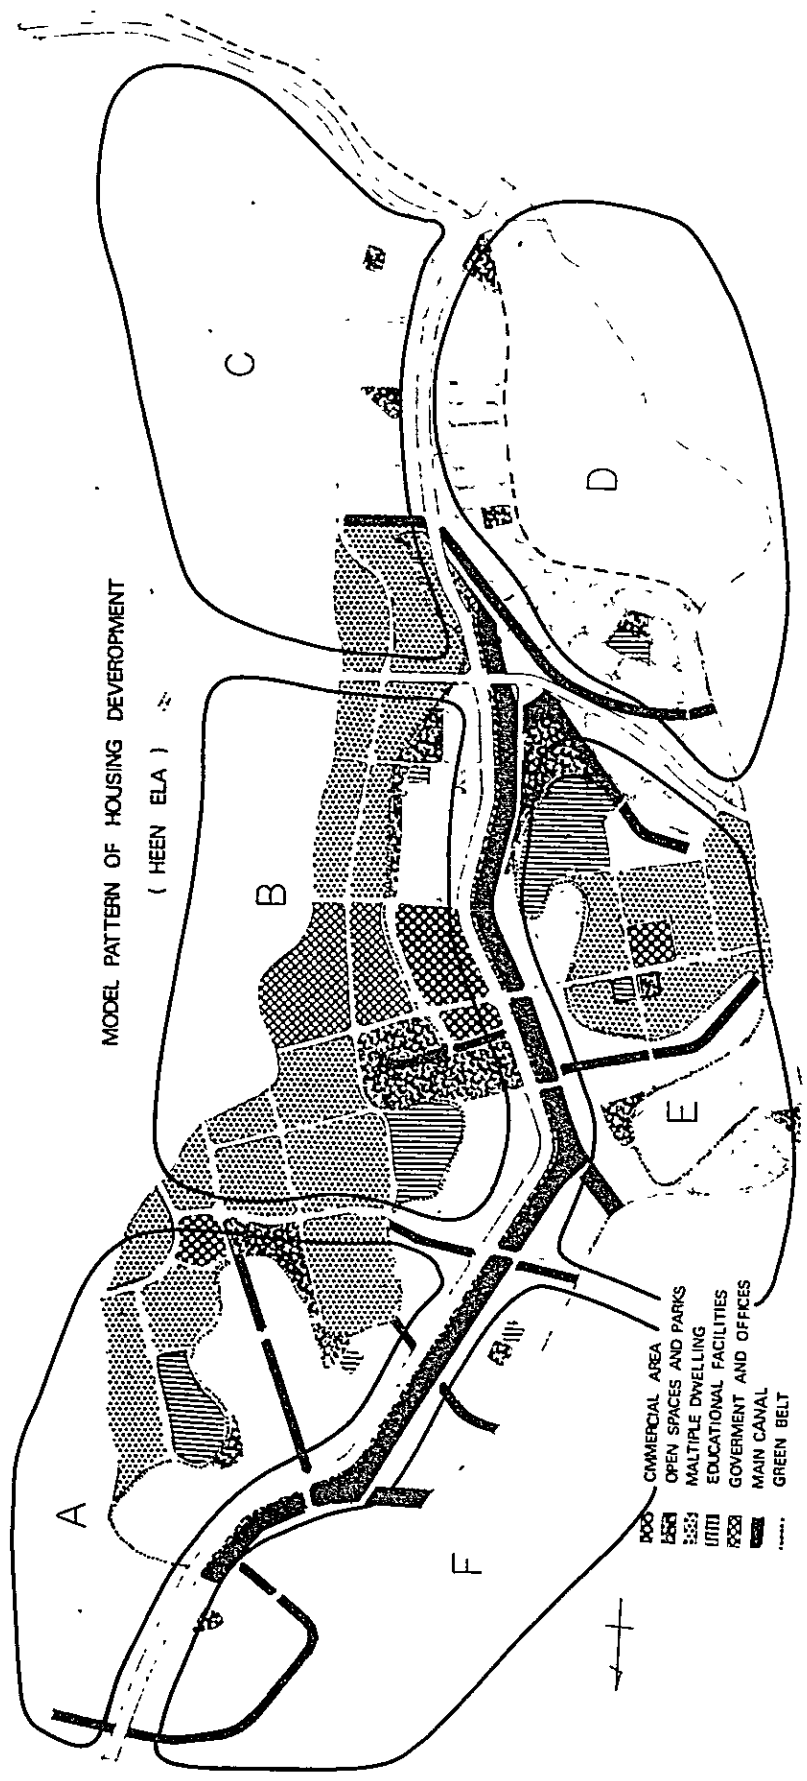 MODEL PATTERN OF HOUSING DEVEROPMENT
( HEEN ELA )
A
B
C
D
E
F
CMMERCIAL AREA
OPEN SPACES AND PARKS
MALTIPLE DWELLING
EDUCATIONAL FACILITIES
GOVERMENT AND OFFICES
MAIN CANAL
GREEN BELT